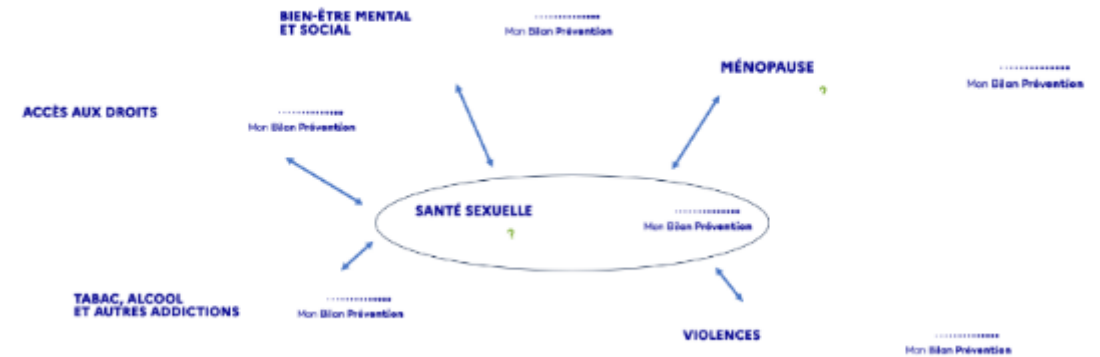 BIEN-ÊTRE MENTAL
ET SOCIAL
Mon Bilan Prévention
MÉNOPAUSE
?
Mon Bilan Prévention
ACCÈS AUX DROITS
Mon Bilan Prévention
SANTÉ SEXUELLE
?
Mon Bilan Prévention
TABAC, ALCOOL
ET AUTRES ADDICTIONS
Mon Bilan Prévention
VIOLENCES
Mon Bilan Prévention